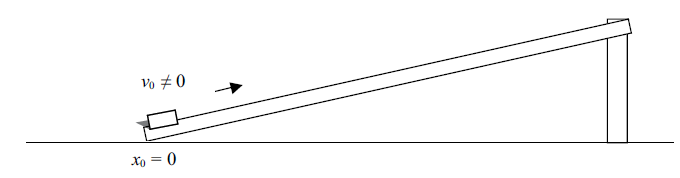 v₀ ≠ 0
x₀ = 0